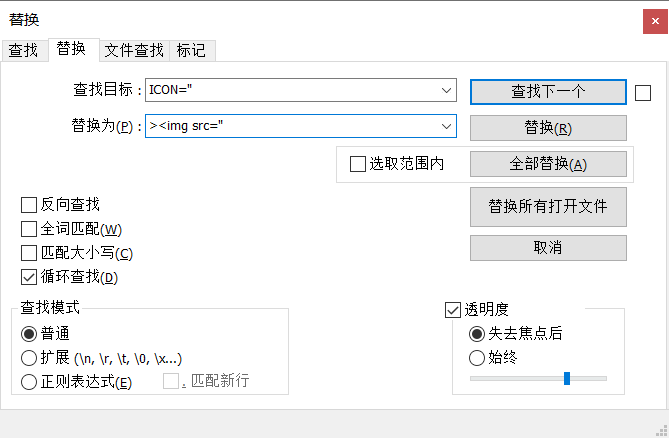 替换
查找 替换 文件查找 标记
查找目标 : ICON=" 查找下一个
替换为(P) : ><img src=" 替换(R)
选取范围内 全部替换(A)
替换所有打开文件
反向查找
全词匹配(W)
匹配大小写(C) 取消
循环查找(D)
查找模式 透明度
普通 失去焦点后
扩展 (\n, \r, \t, \0, \x...) 始终
正则表达式(E) . 匹配新行